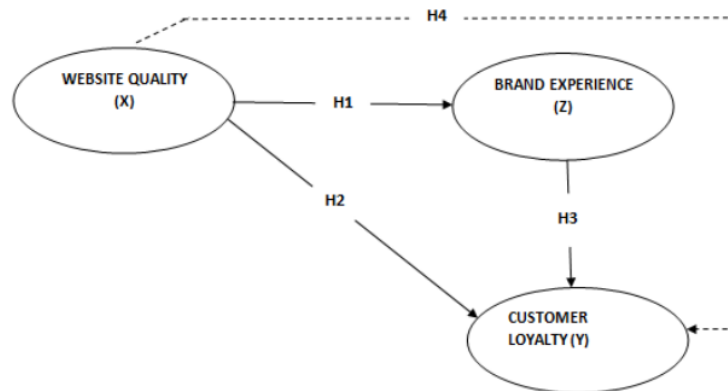 H4
WEBSITE QUALITY
(X)
BRAND EXPERIENCE
(Z)
H1
H2
H3
CUSTOMER
LOYALTY (Y)